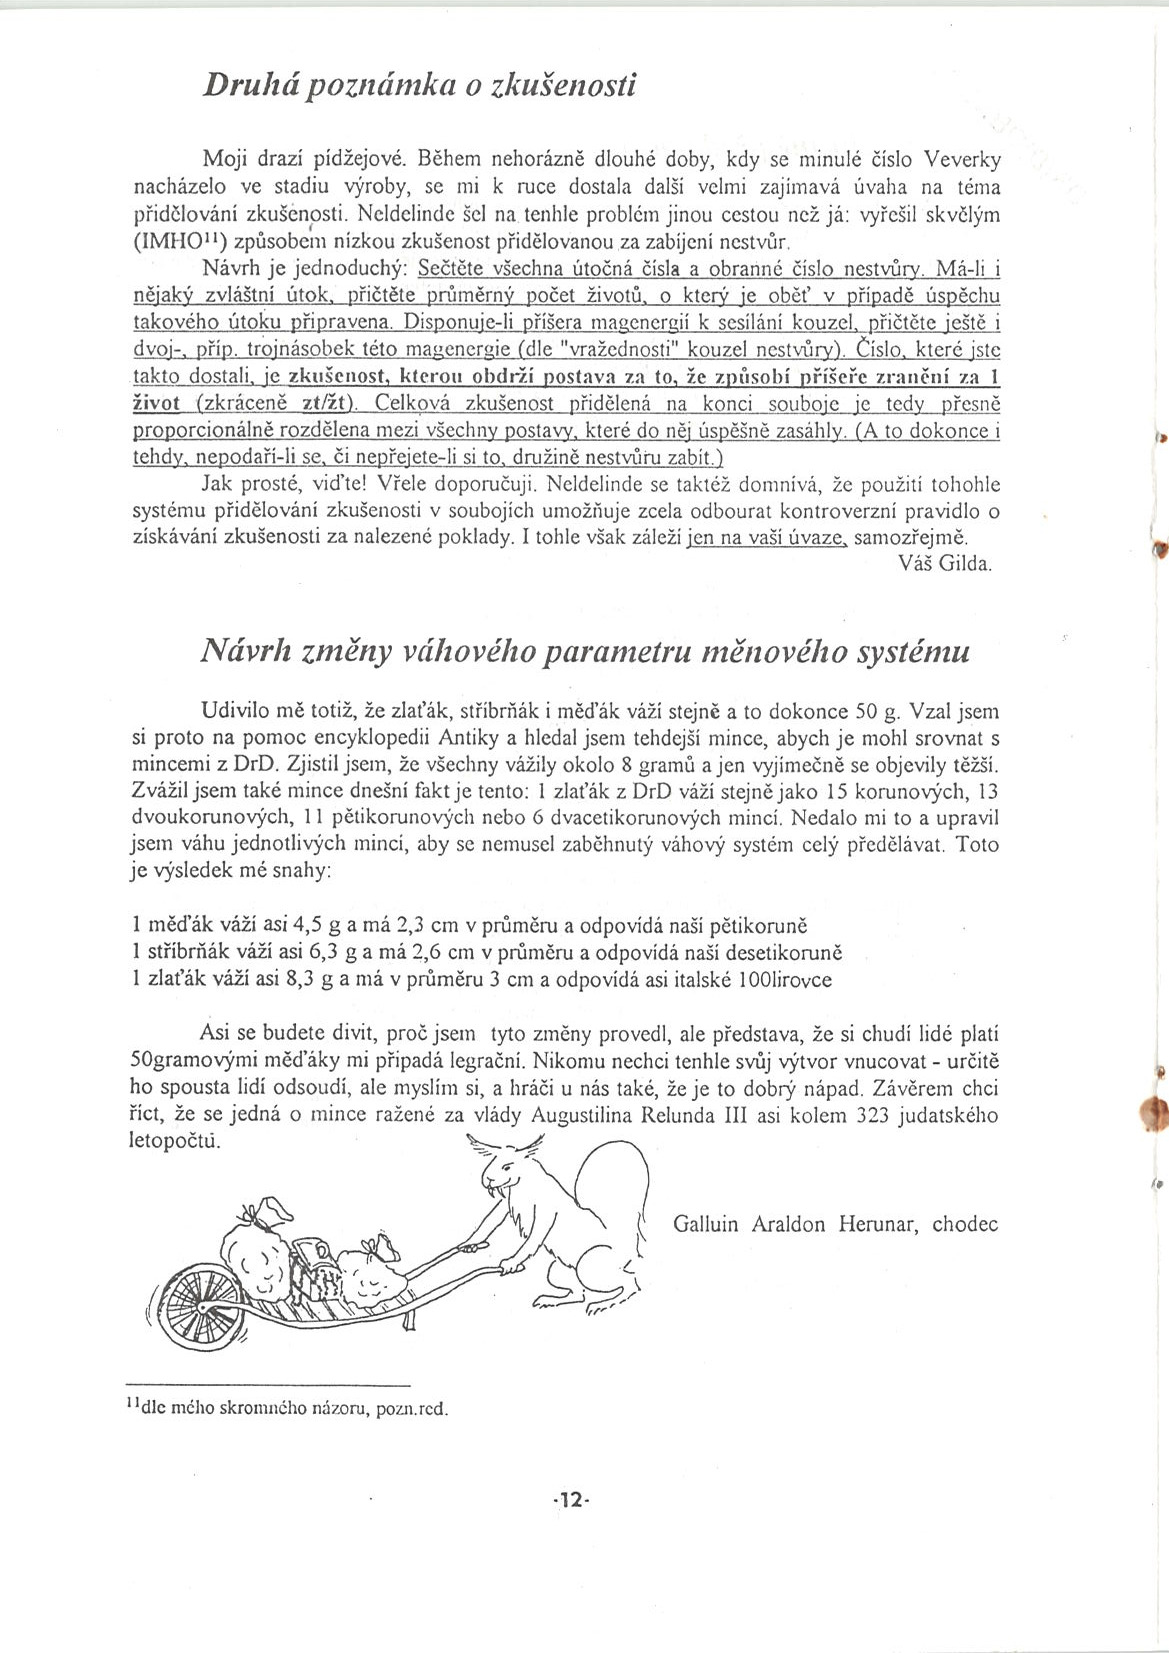 Druhá poznámka o zkušenosti
Moji drazí pídžejové. Během nehorázně dlouhé doby, kdy se minulé číslo Veverky
nacházelo ve stadiu výroby, se mi k ruce dostala další velmi zajímavá úvaha na téma
přidělování zkušenosti. Neldelinde šel na tenhle problém jinou cestou než já: vyřešil skvělým
(IMHO11) způsobem nízkou zkušenost přidělovanou za zabíjení nestvůr.
Návrh je jednoduchý: Sečtěte všechna útočná čísla a obranné číslo nestvůry. Má-li i
nějaký zvláštní útok, přičtěte průměrný počet životů, o který je oběť v případě úspěchu
takového útoku připravena. Disponuje-li příšera magenergií k sesílání kouzel, přičtěte ještě i
dvoj-, příp. trojnásobek této magenergie (dle "vražednosti" kouzel nestvůry). Číslo, které jste
takto dostali, je zkušenost, kterou obdrží postava za to, že způsobí příšeře zranění za 1
život (zkráceně zt/žt). Celková zkušenost přidělená na konci souboje je tedy přesně
proporcionálně rozdělena mezi všechny postavy, které do něj úspěšně zasáhly. (A to dokonce i
tehdy, nepodaří-li se, či nepřejete-li si to, družině nestvůru zabít.)
Jak prosté, viďte! Vřele doporučuji. Neldelinde se taktéž domnívá, že použití tohohle
systému přidělování zkušenosti v soubojích umožňuje zcela odbourat kontroverzní pravidlo o
získávání zkušenosti za nalezené poklady. I tohle však záleží jen na vaší úvaze, samozřejmě.
Váš Gilda.
Návrh změny váhového parametru měnového systému
Udivilo mě totiž, že zlaťák, stříbrňák i měďák váží stejně a to dokonce 50 g. Vzal jsem
si proto na pomoc encyklopedii Antiky a hledal jsem tehdejší mince, abych je mohl srovnat s
mincemi z DrD. Zjistil jsem, že všechny vážily okolo 8 gramů a jen vyjímečně se objevily těžší.
Zvážil jsem také mince dnešní fakt je tento: 1 zlaťák z DrD váží stejně jako 15 korunových, 13
dvoukorunových, 11 pětikorunových nebo 6 dvacetikorunových mincí. Nedalo mi to a upravil
jsem váhu jednotlivých mincí, aby se nemusel zaběhnutý váhový systém celý předělávat. Toto
je výsledek mé snahy:
1 měďák váží asi 4,5 g a má 2,3 cm v průměru a odpovídá naší pětikoruně
1 stříbrňák váží asi 6,3 g a má 2,6 cm v průměru a odpovídá naší desetikoruně
1 zlaťák váží asi 8,3 g a má v průměru 3 cm a odpovídá asi italské 100lirovce
Asi se budete divit, proč jsem tyto změny provedl, ale představa, že si chudí lidé platí
50gramovými měďáky mi připadá legrační. Nikomu nechci tenhle svůj výtvor vnucovat - určitě
ho spousta lidí odsoudí, ale myslím si, a hráči u nás také, že je to dobrý nápad. Závěrem chci
říct, že se jedná o mince ražené za vlády Augustilina Relunda III asi kolem 323 judatského
letopočtu.
Galluin Araldon Herunar, chodec
11dle mého skromného názoru, pozn.red.
-12-